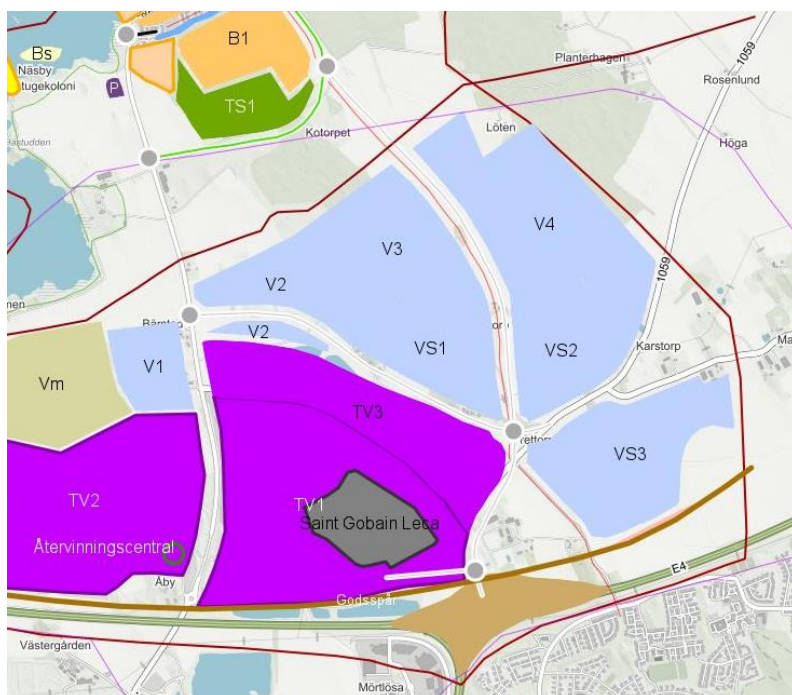 B1
Bs
Näsby
P
TS1
Kotorpet
Planterhagen
1059
Rosenlund
Löten
Höga
V3
V4
V2
1059
V2
VS1
VS2
Karstorp
V1
Vm
TV3
VS3
TV2
TV1
Saint Gobain Leca
Återvinningscentral
Åby
E4
Godsspår
Västergården
Mörtlösa